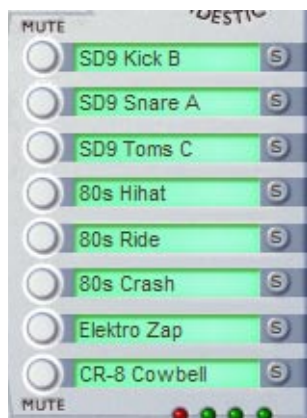 MUTE
SD9 Kick B S
SD9 Snare A S
SD9 Toms C S
80s Hihat S
80s Ride S
80s Crash S
Elektro Zap S
CR-8 Cowbell S
MUTE